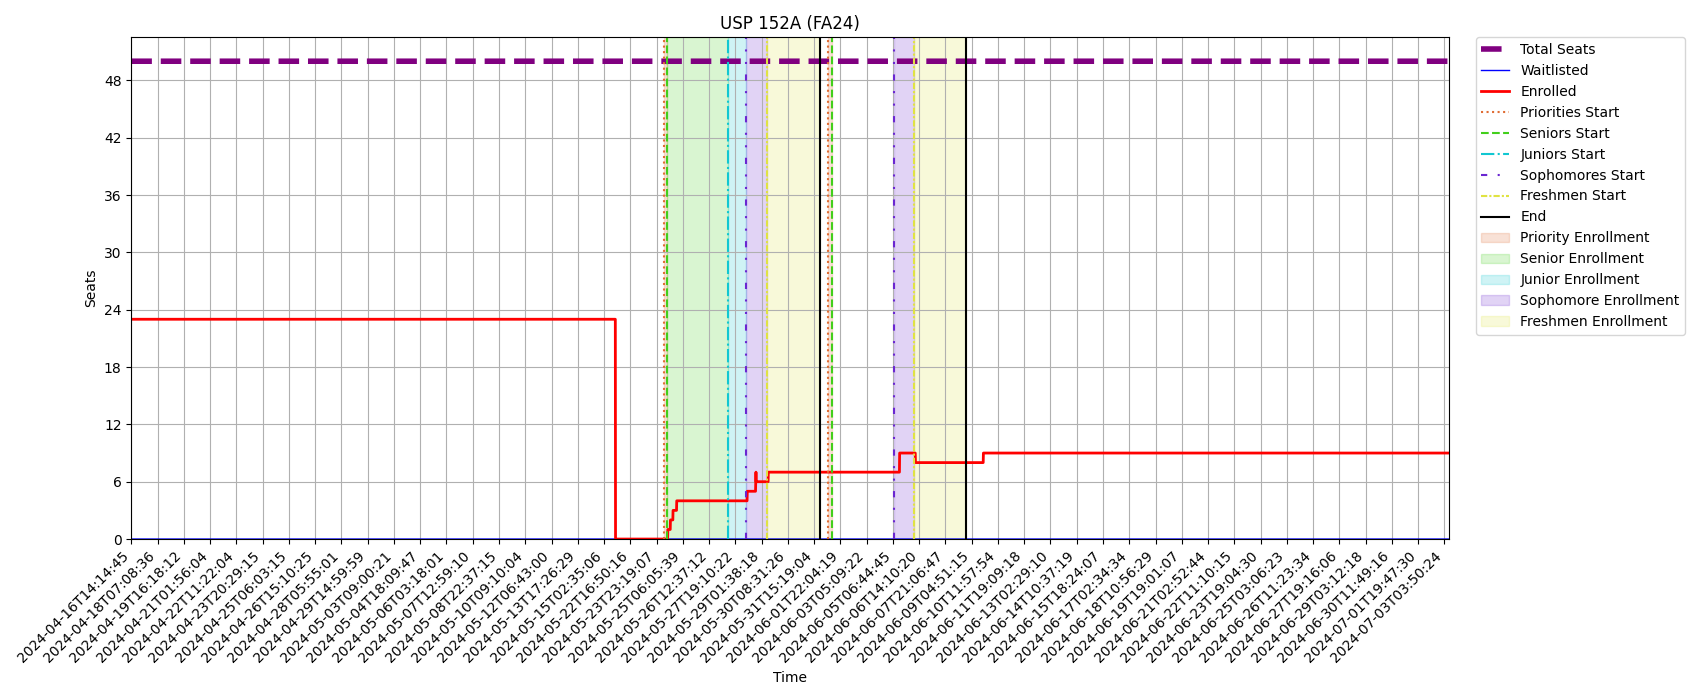 USP 152A (FA24)
Total Seats
Waitlisted
Enrolled
Priorities Start
Seniors Start
Juniors Start
Sophomores Start
Freshmen Start
End
Priority Enrollment
Senior Enrollment
Junior Enrollment
Sophomore Enrollment
Freshmen Enrollment
Seats
48
42
36
30
24
18
12
6
0
2024-04-16T14:14:45
2024-04-18T07:08:36
2024-04-19T16:18:12
2024-04-21T01:56:04
2024-04-22T11:22:04
2024-04-23T20:29:15
2024-04-25T06:03:15
2024-04-26T15:10:25
2024-04-28T05:55:01
2024-04-29T14:59:59
2024-05-03T09:00:21
2024-05-04T18:09:47
2024-05-06T03:18:01
2024-05-07T12:59:10
2024-05-08T22:37:15
2024-05-10T09:10:04
2024-05-12T06:43:00
2024-05-13T17:26:29
2024-05-15T02:35:06
2024-05-22T16:50:16
2024-05-23T23:19:07
2024-05-25T06:05:39
2024-05-26T12:37:12
2024-05-27T19:10:22
2024-05-29T01:38:18
2024-05-30T08:31:26
2024-05-31T15:19:04
2024-06-01T22:04:19
2024-06-03T05:09:22
2024-06-05T06:44:45
2024-06-06T14:10:20
2024-06-07T21:06:47
2024-06-09T04:51:15
2024-06-10T11:57:54
2024-06-11T19:09:18
2024-06-13T02:29:10
2024-06-14T10:37:19
2024-06-15T18:24:07
2024-06-17T02:34:34
2024-06-18T10:56:29
2024-06-19T19:01:07
2024-06-21T02:52:44
2024-06-22T11:10:15
2024-06-23T19:04:30
2024-06-25T03:06:23
2024-06-26T11:23:34
2024-06-27T19:16:06
2024-06-29T03:12:18
2024-06-30T11:49:16
2024-07-01T19:47:30
2024-07-03T03:50:24
Time